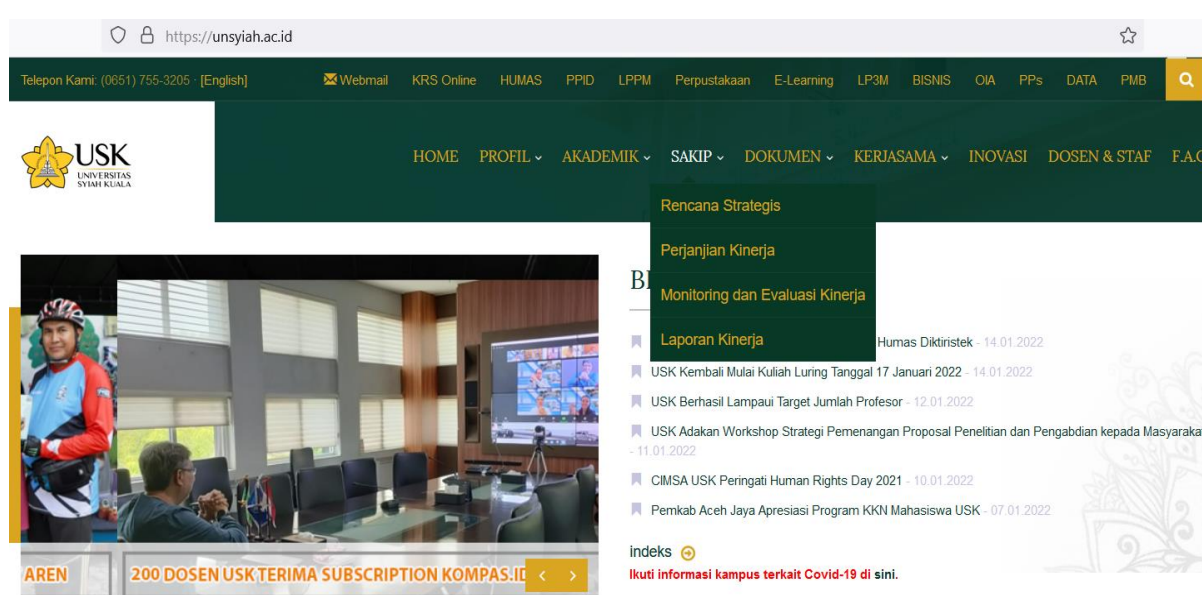 https://unsyiah.ac.id
Telepon Kami: (0651) 755-3205 · [English] Webmail KRS Online HUMAS PPID LPPM Perpustakaan E-Learning LP3M BISNIS OIA PPs DATA PMB
USK
UNIVERSITAS
SYIAH KUALA
HOME PROFIL AKADEMIK SAKIP DOKUMEN KERJASAMA INOVASI DOSEN & STAF
Rencana Strategis
Perjanjian Kinerja
Monitoring dan Evaluasi Kinerja
Laporan Kinerja
Humas Diktiristek - 14.01.2022
USK Kembali Mulai Kuliah Luring Tanggal 17 Januari 2022 - 14.01.2022
USK Berhasil Lampaui Target Jumlah Profesor - 12.01.2022
USK Adakan Workshop Strategi Pemenangan Proposal Penelitian dan Pengabdian kepada
- 11.01.2022
CIMSA USK Peringati Human Rights Day 2021 - 10.01.2022
Pemkab Aceh Jaya Apresiasi Program KKN Mahasiswa USK - 07.01.2022
indeks
Ikuti informasi kampus terkait Covid-19 di sini.
AREN
200 DOSEN USK TERIMA SUBSCRIPTION KOMPAS.ID